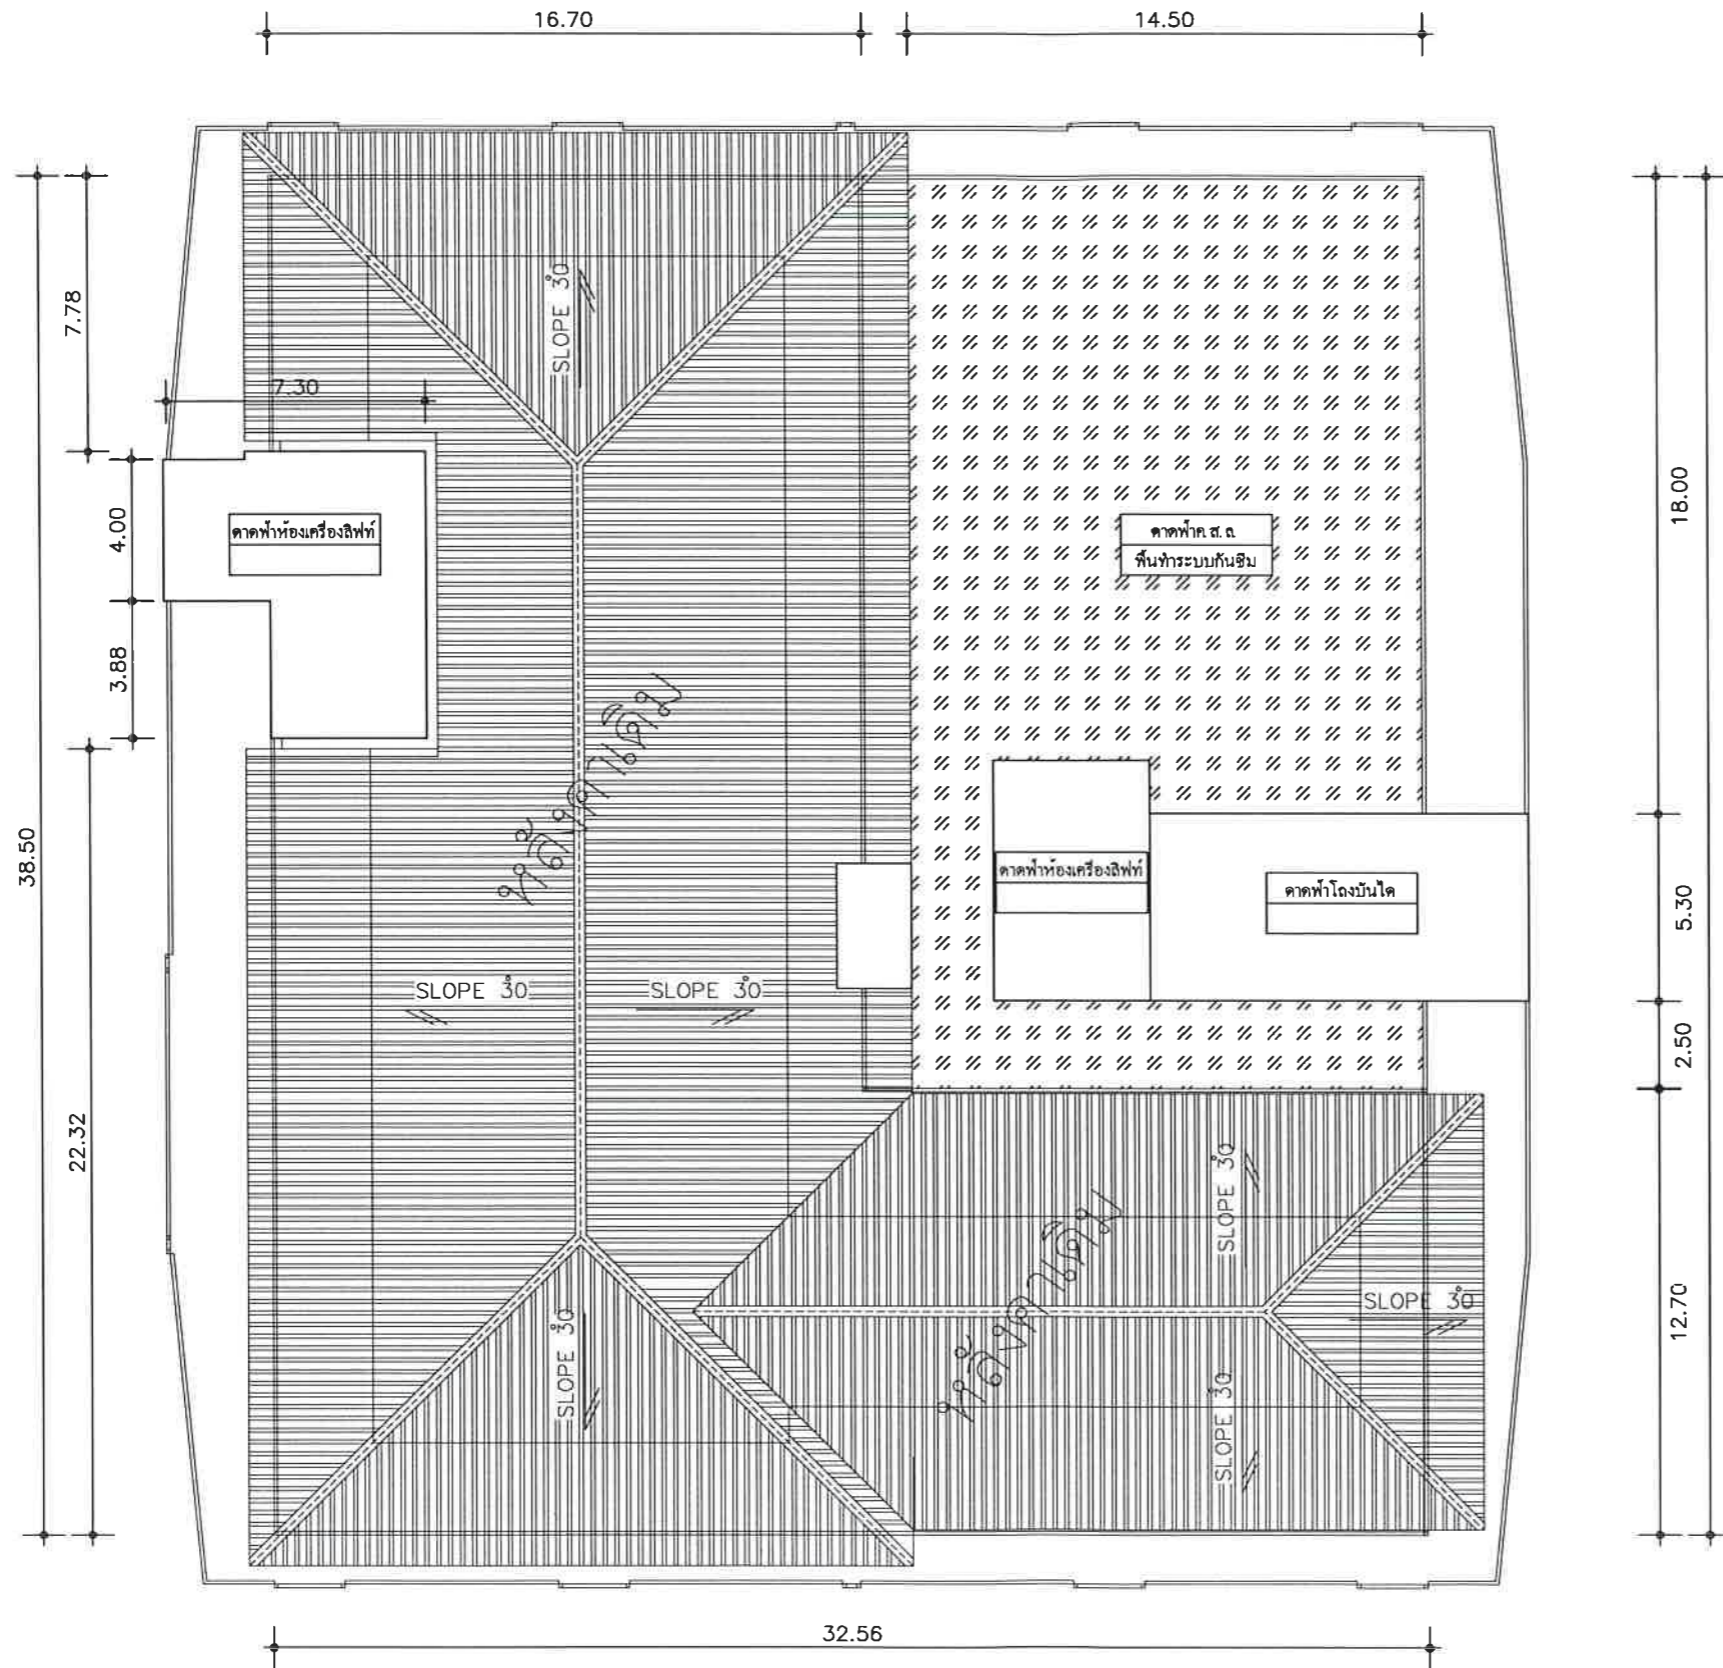 16.70
14.50
7.78
SLOPE 30°
7.30
4.00
ดาดฟ้าห้องเครื่องลิฟท์
ดาดฟ้าค.ส.ล.
พื้นทำระบบกันซึม
18.00
3.88
หลังคาเดิม
38.50
ดาดฟ้าห้องเครื่องลิฟท์
ดาดฟ้าโถงบันได
5.30
SLOPE 30°
SLOPE 30°
2.50
22.32
SLOPE 30°
หลังคาเดิม
SLOPE 30°
12.70
SLOPE 30°
SLOPE 30°
32.56